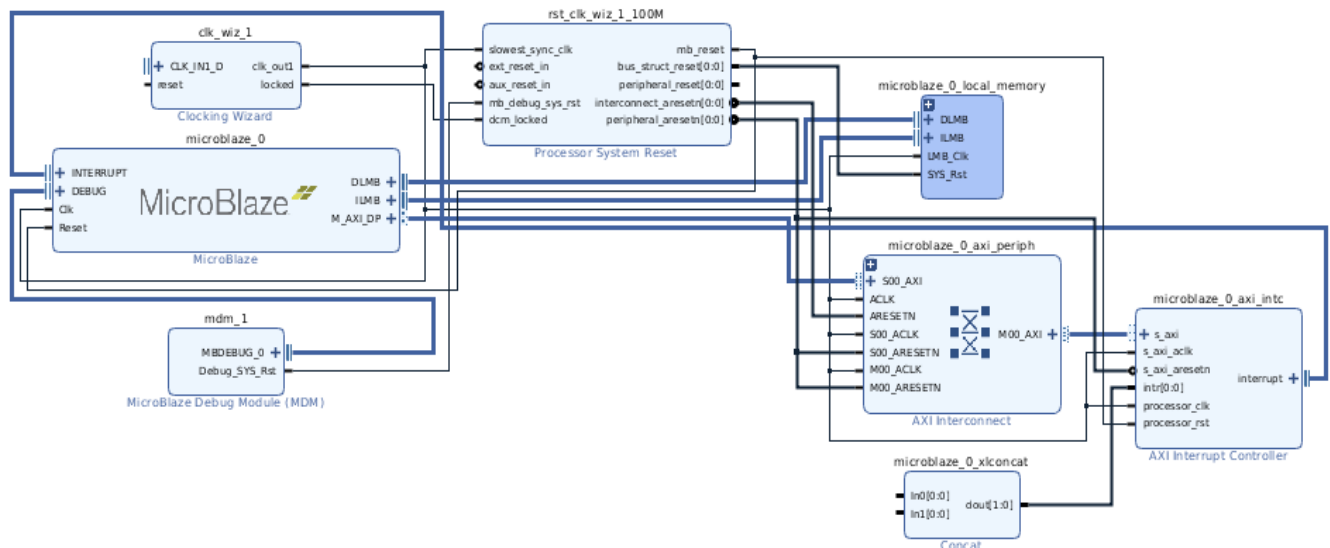 rst_clk_wiz_1_100M
slowest_sync_clk
ext_reset_in
aux_reset_in
mb_debug_sys_rst
dcm_locked
mb_reset
bus_struct_reset[0:0]
peripheral_reset[0:0]
interconnect_aresetn[0:0]
peripheral_aresetn[0:0]
Processor System Reset
clk_wiz_1
CLK_IN1_D
reset
clk_out1
locked
Clocking Wizard
microblaze_0_local_memory
DLMB
ILMB
LMB_Clk
SYS_Rst
microblaze_0
INTERRUPT
DEBUG
Clk
Reset
MicroBlaze
DLMB
ILMB
M_AXI_DP
MicroBlaze
microblaze_0_axi_periph
S00_AXI
ACLK
ARESETN
S00_ACLK
S00_ARESETN
M00_ACLK
M00_ARESETN
M00_AXI
AXI Interconnect
microblaze_0_axi_intc
s_axi
s_axi_aclk
s_axi_aresetn
intr[0:0]
processor_clk
processor_rst
interrupt
AXI Interrupt Controller
mdm_1
MBDEBUG_0
Debug_SYS_Rst
MicroBlaze Debug Module (MDM)
microblaze_0_xlconcat
In0[0:0]
In1[0:0]
dout[1:0]
Concat